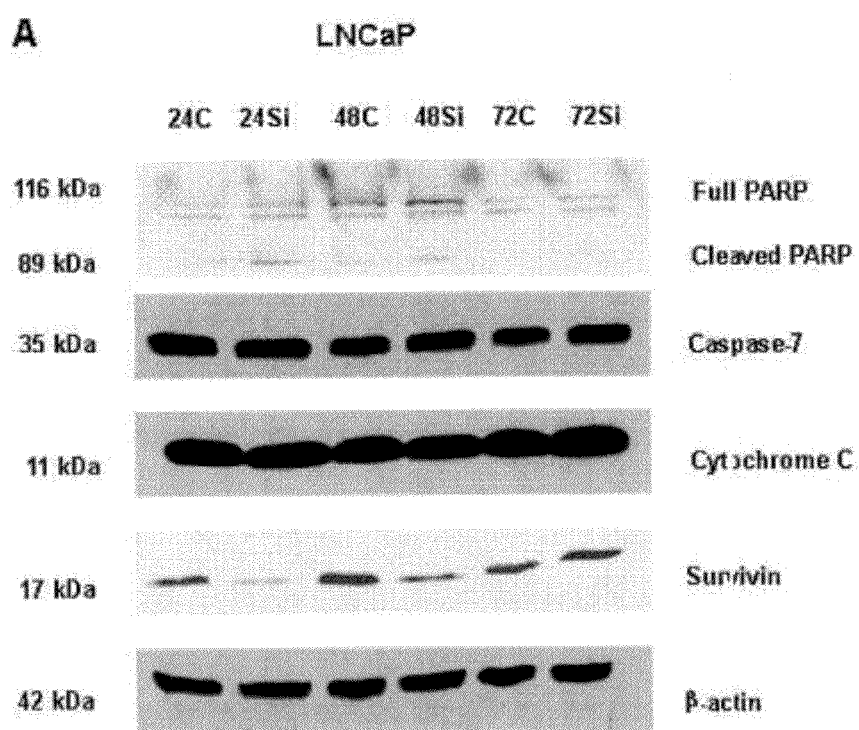 A
LNCaP
24C 24Si 48C 48Si 72C 72Si
116 kDa Full PARP
89 kDa Cleaved PARP
35 kDa Caspase-7
11 kDa Cytochrome C
17 kDa Survivin
42 kDa β-actin